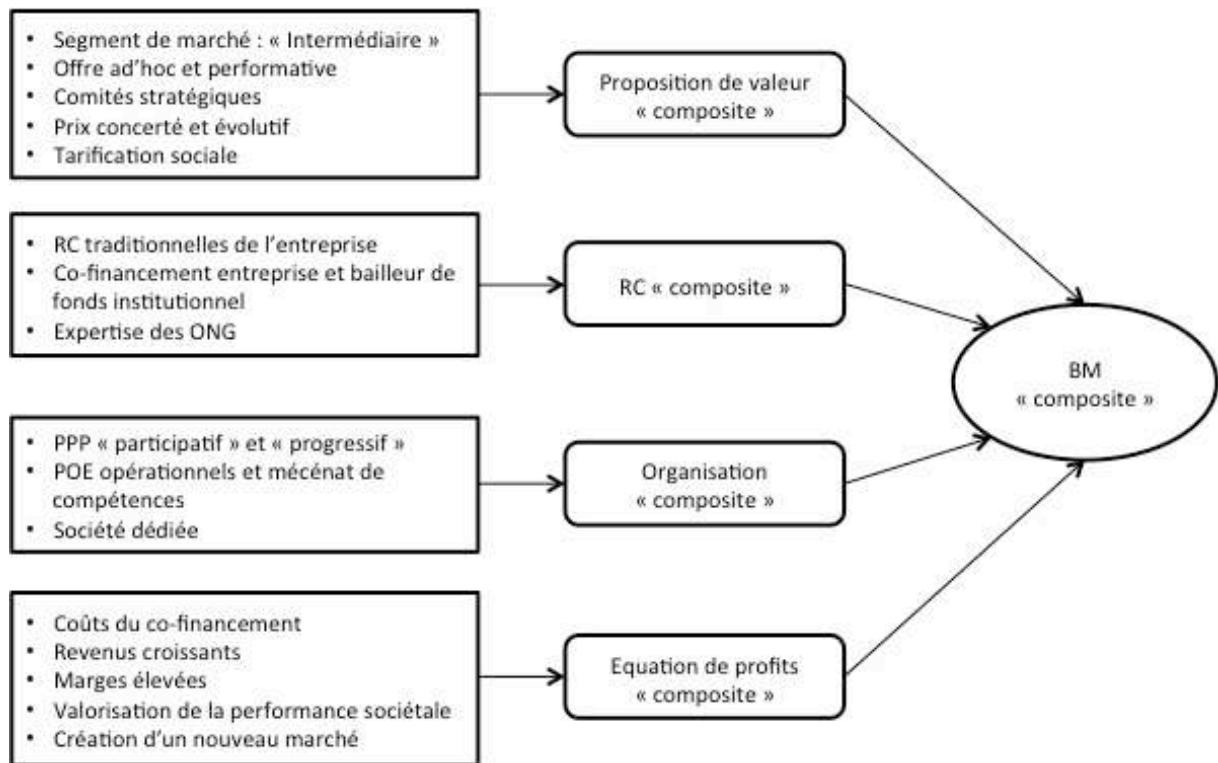 • Segment de marché : « Intermédiaire »
• Offre ad’hoc et performative
• Comités stratégiques
• Prix concerté et évolutif
• Tarification sociale
Proposition de valeur
« composite »
• RC traditionnelles de l’entreprise
• Co-financement entreprise et bailleur de
fonds institutionnel
• Expertise des ONG
RC « composite »
BM
« composite »
• PPP « participatif » et « progressif »
• POE opérationnels et mécénat de
compétences
• Société dédiée
Organisation
« composite »
• Coûts du co-financement
• Revenus croissants
• Marges élevées
• Valorisation de la performance sociétale
• Création d’un nouveau marché
Equation de profits
« composite »